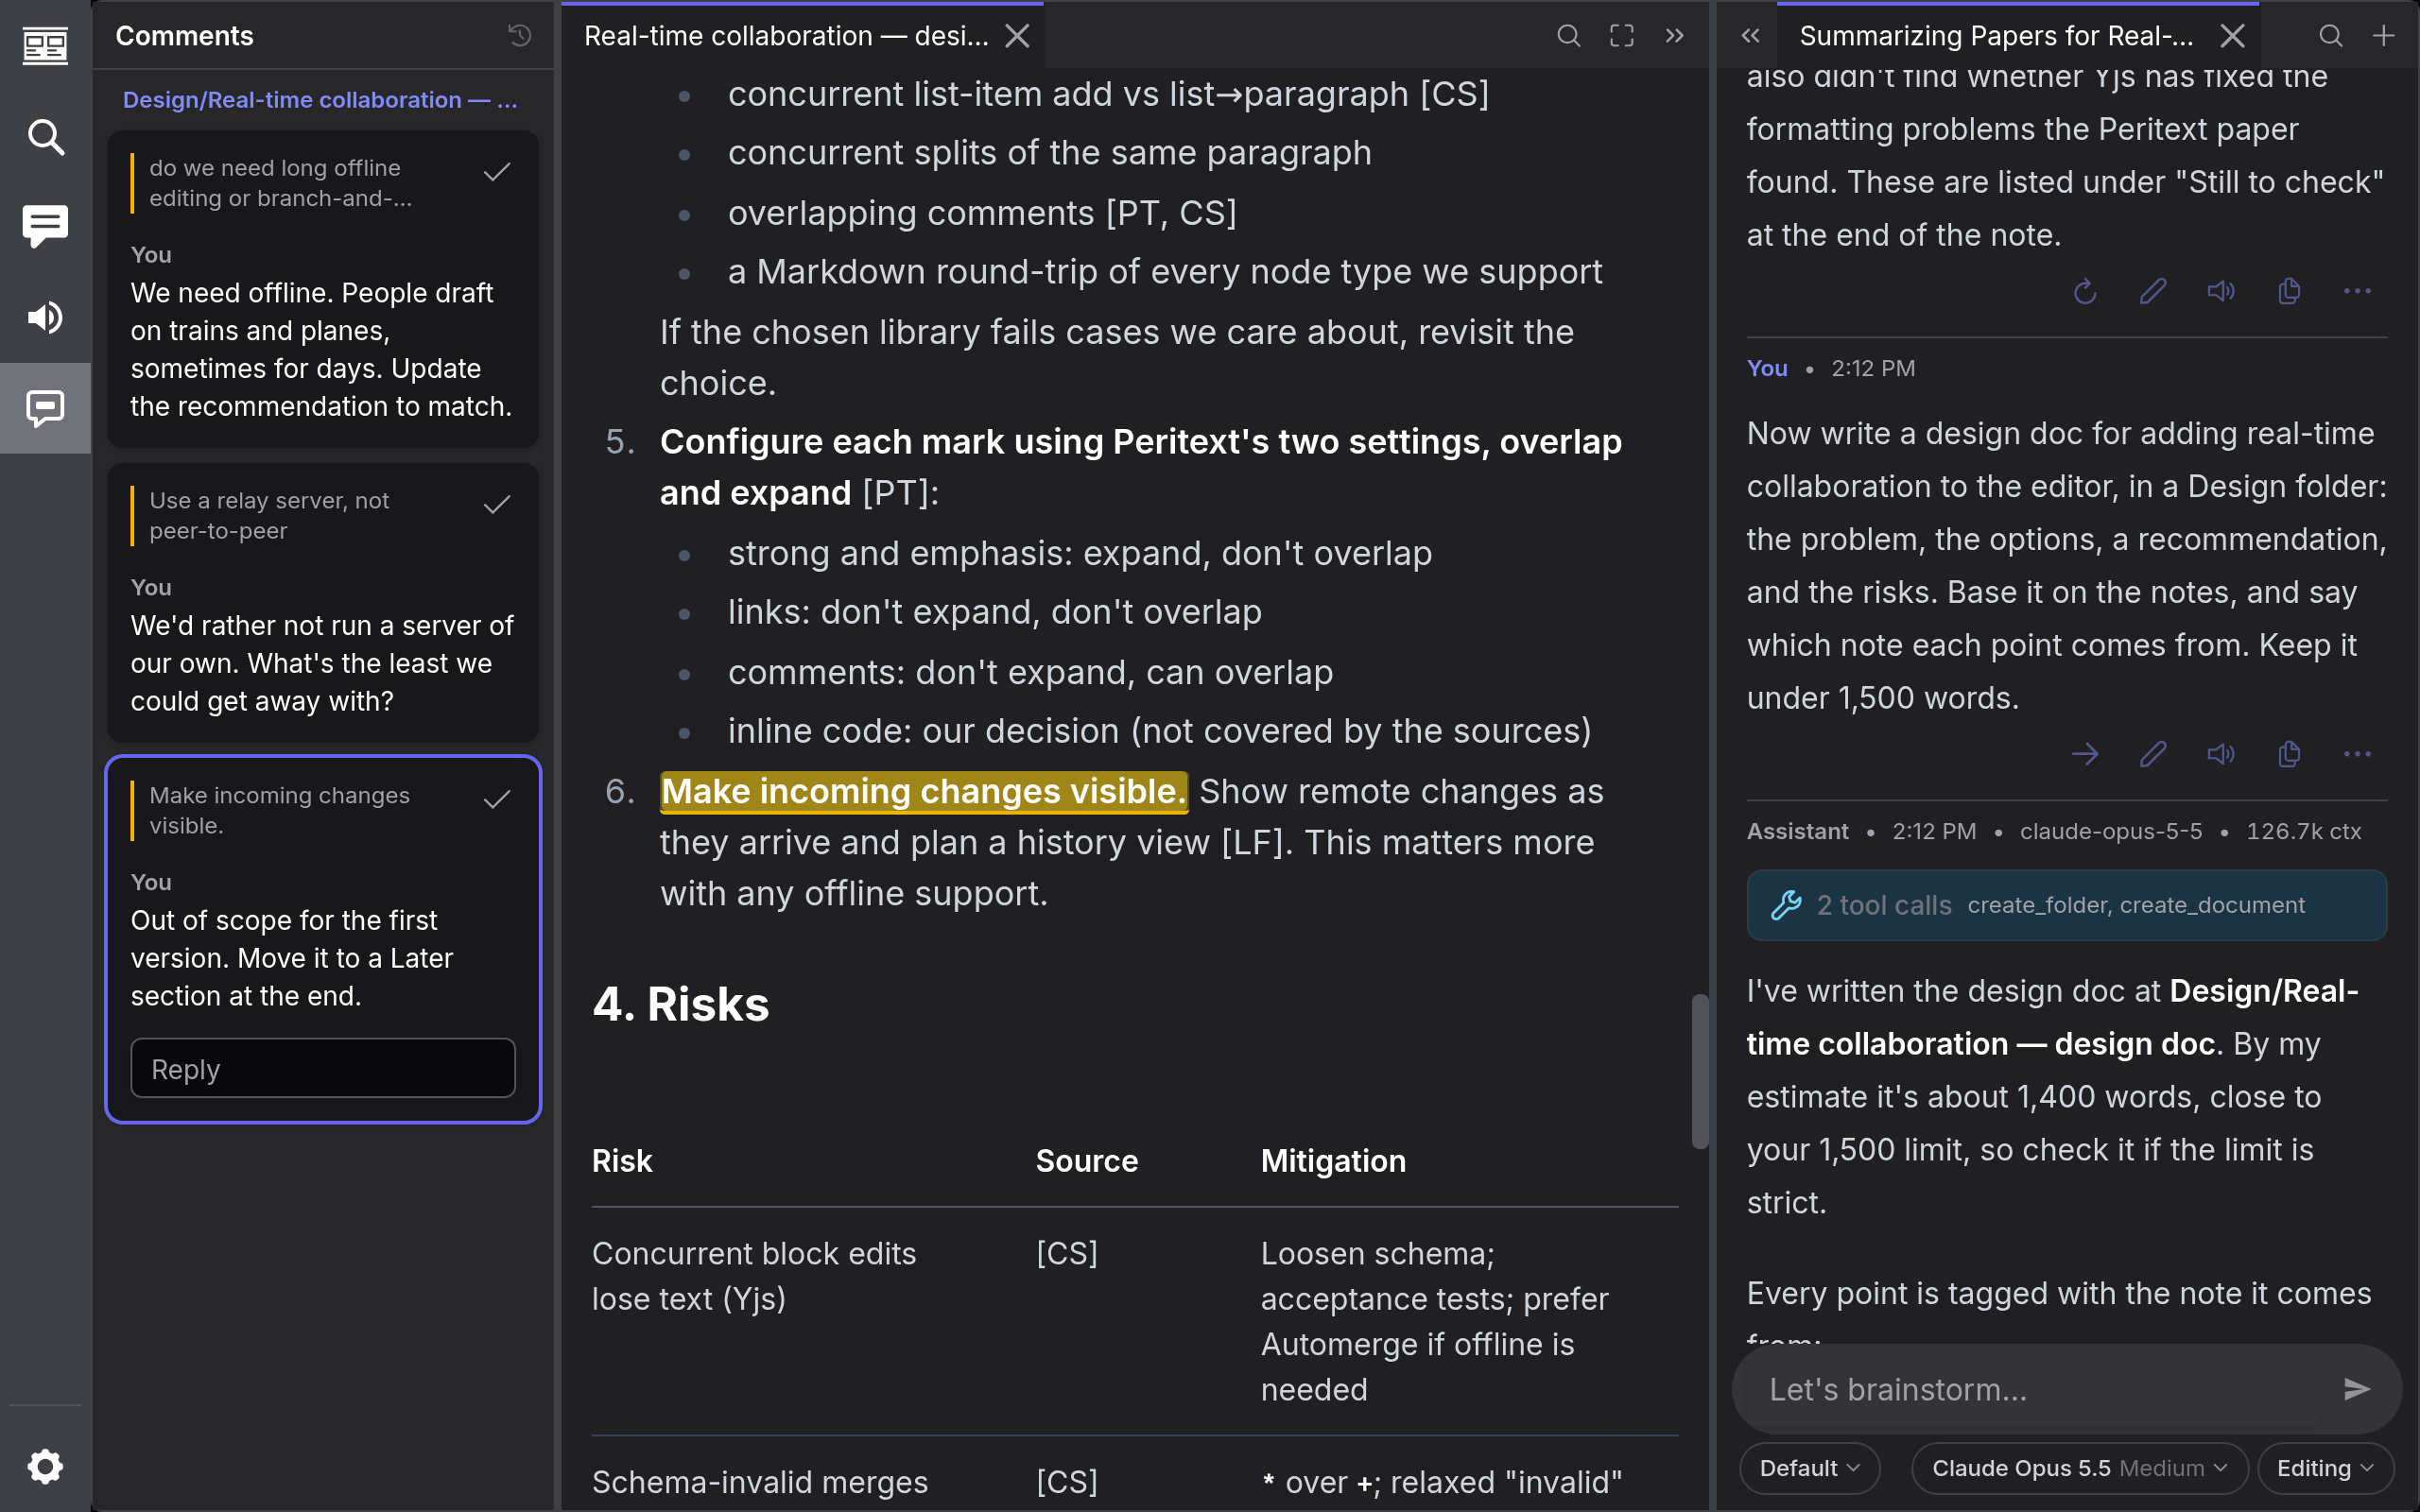 Comments
Design/Real-time collaboration — ...
do we need long offline
editing or branch-and-...
You
We need offline. People draft
on trains and planes,
sometimes for days. Update
the recommendation to match.
Use a relay server, not
peer-to-peer
You
We'd rather not run a server of
our own. What's the least we
could get away with?
Make incoming changes
visible.
You
Out of scope for the first
version. Move it to a Later
section at the end.
Reply
Real-time collaboration — desi...
concurrent list-item add vs list→paragraph [CS]
concurrent splits of the same paragraph
overlapping comments [PT, CS]
a Markdown round-trip of every node type we support
If the chosen library fails cases we care about, revisit the
choice.
5. Configure each mark using Peritext's two settings, overlap
and expand [PT]:
strong and emphasis: expand, don't overlap
links: don't expand, don't overlap
comments: don't expand, can overlap
inline code: our decision (not covered by the sources)
6. Make incoming changes visible. Show remote changes as
they arrive and plan a history view [LF]. This matters more
with any offline support.
4. Risks
Risk Source Mitigation
Concurrent block edits [CS] Loosen schema;
lose text (Yjs) acceptance tests; prefer
Automerge if offline is
needed
Schema-invalid merges [CS] * over +; relaxed "invalid"
Summarizing Papers for Real-...
also didn't find whether Yjs has fixed the
formatting problems the Peritext paper
found. These are listed under "Still to check"
at the end of the note.
You • 2:12 PM
Now write a design doc for adding real-time
collaboration to the editor, in a Design folder:
the problem, the options, a recommendation,
and the risks. Base it on the notes, and say
which note each point comes from. Keep it
under 1,500 words.
Assistant • 2:12 PM • claude-opus-5-5 • 126.7k ctx
2 tool calls create_folder, create_document
I've written the design doc at Design/Real-
time collaboration — design doc. By my
estimate it's about 1,400 words, close to
your 1,500 limit, so check it if the limit is
strict.
Every point is tagged with the note it comes
from:
Let's brainstorm...
Default
Claude Opus 5.5 Medium
Editing